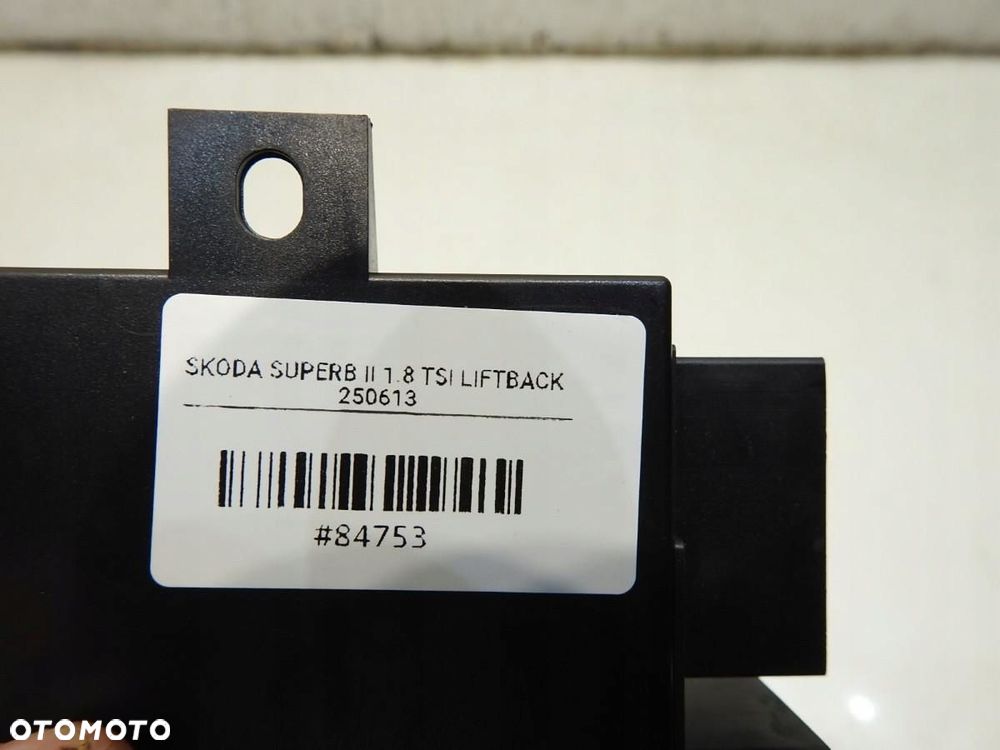 SKODA SUPERB II 1.8 TSI LIFTBACK
250613
#84753
OTOMOTO